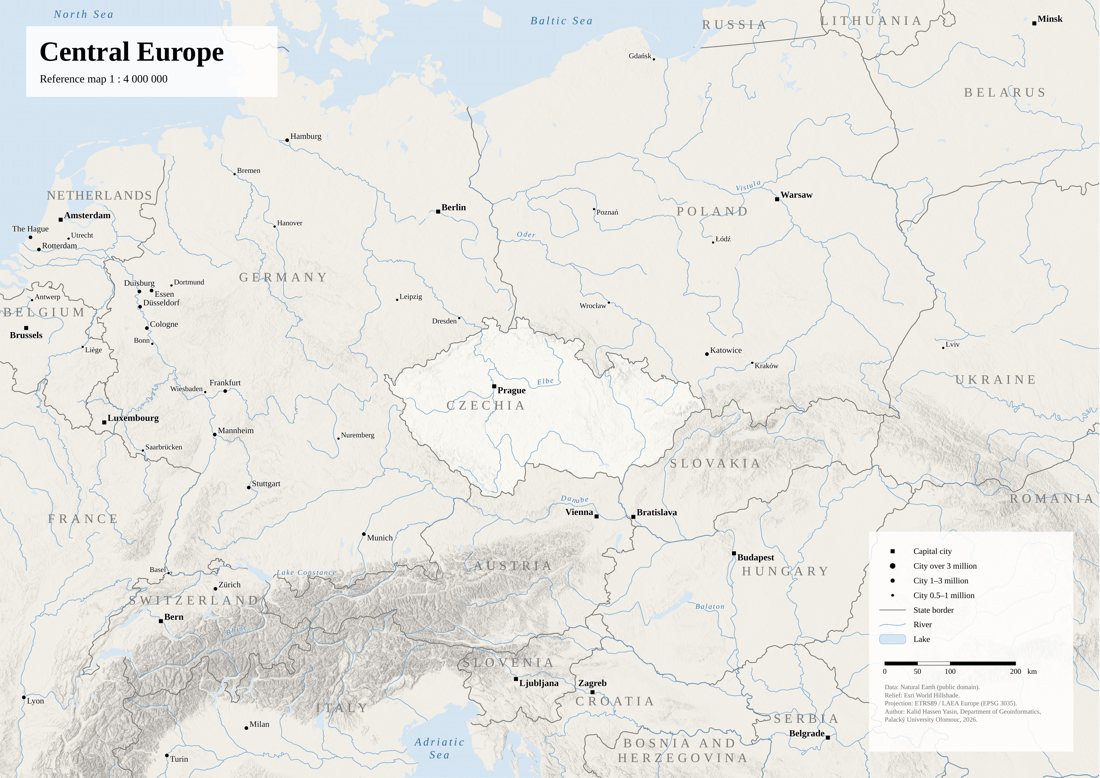 North Sea
Central Europe
Reference map 1 : 4 000 000
Baltic Sea
RUSSIA
LITHUANIA
Minsk
Gdańsk
BELARUS
Hamburg
Bremen
NETHERLANDS
Amsterdam
The Hague
Utrecht
Rotterdam
Berlin
Hanover
Vistula
Warsaw
Poznań
POLAND
Oder
Łódź
GERMANY
Duisburg
Dortmund
Essen
Düsseldorf
Antwerp
BELGIUM
Brussels
Cologne
Bonn
Liège
Leipzig
Dresden
Wrocław
Katowice
Kraków
Lviv
UKRAINE
Wiesbaden
Frankfurt
Luxembourg
Mannheim
Saarbrücken
Nuremberg
Elbe
Prague
CZECHIA
SLOVAKIA
Stuttgart
FRANCE
Danube
Vienna
Bratislava
ROMANIA
Munich
Basel
Lake Constance
Zürich
SWITZERLAND
Bern
Rhine
AUSTRIA
Budapest
HUNGARY
Balaton
SLOVENIA
Ljubljana
Zagreb
CROATIA
Lyon
Milan
ITALY
Turin
Adriatic
Sea
SERBIA
Belgrade
BOSNIA AND
HERZEGOVINA
Capital city
City over 3 million
City 1–3 million
City 0.5–1 million
State border
River
Lake
0 50 100 200 km
Data: Natural Earth (public domain).
Relief: Esri World Hillshade.
Projection: ETRS89 / LAEA Europe (EPSG 3035).
Author: Kalid Hassen Yasin, Department of Geoinformatics,
Palacký University Olomouc, 2026.